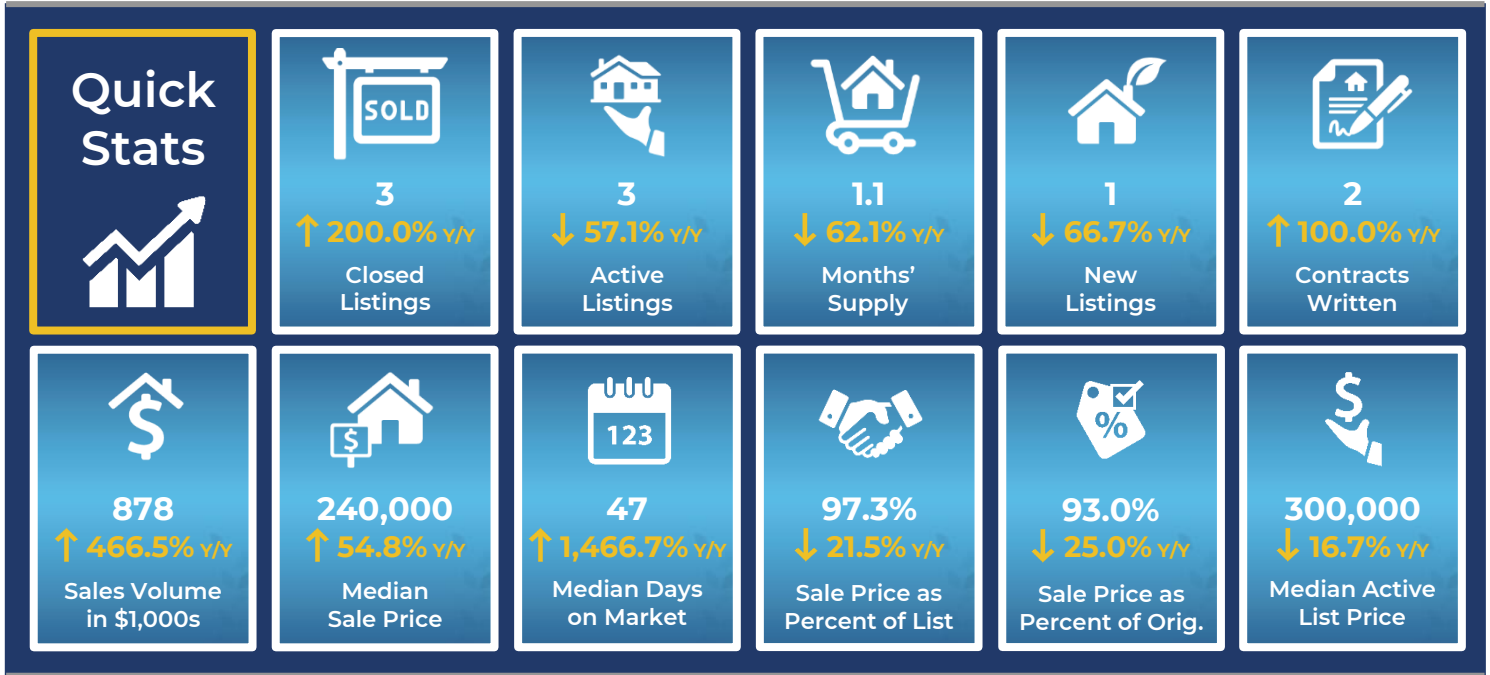 Quick
Stats
SOLD
3
↑ 200.0% Y/Y
Closed
Listings
3
↓ 57.1% Y/Y
Active
Listings
1.1
↓ 62.1% Y/Y
Months’
Supply
1
↓ 66.7% Y/Y
New
Listings
2
↑ 100.0% Y/Y
Contracts
Written
$
878
↑ 466.5% Y/Y
Sales Volume
in $1,000s
$
240,000
↑ 54.8% Y/Y
Median
Sale Price
123
47
↑ 1,466.7% Y/Y
Median Days
on Market
97.3%
↓ 21.5% Y/Y
Sale Price as
Percent of List
%
93.0%
↓ 25.0% Y/Y
Sale Price as
Percent of Orig.
$
300,000
↓ 16.7% Y/Y
Median Active
List Price